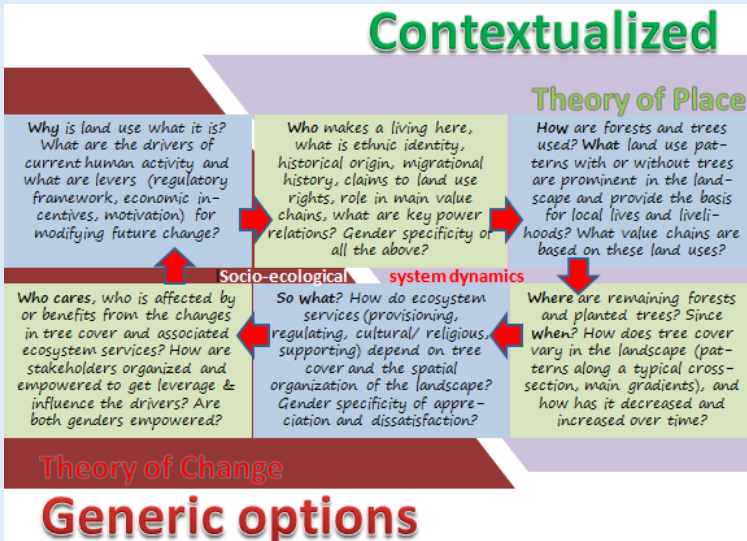 Contextualized
Theory of Place
Why is land use what it is?
What are the drivers of
current human activity and
what are levers (regulatory
framework, economic in-
centives, motivation) for
modifying future change?
Who makes a living here,
what is ethnic identity,
historical origin, migrational
history, claims to land use
rights, role in main value
chains, what are key power
relations? Gender specificity of
all the above?
How are forests and trees
used? What land use pat-
terns with or without trees
are prominent in the land-
scape and provide the basis
for local lives and liveli-
hoods? What value chains are
based on these land uses?
Socio-ecological system dynamics
Who cares, who is affected by
or benefits from the changes
in tree cover and associated
ecosystem services? How are
stakeholders organized and
empowered to get leverage &
influence the drivers? Are
both genders empowered?
So what? How do ecosystem
services (provisioning,
regulating, cultural/ religious,
supporting) depend on tree
cover and the spatial
organization of the landscape?
Gender specificity of appre-
ciation and dissatisfaction?
Where are remaining forests
and planted trees? Since
when? How does tree cover
vary in the landscape (pat-
terns along a typical cross-
section, main gradients), and
how has it decreased and
increased over time?
Theory of Change
Generic options